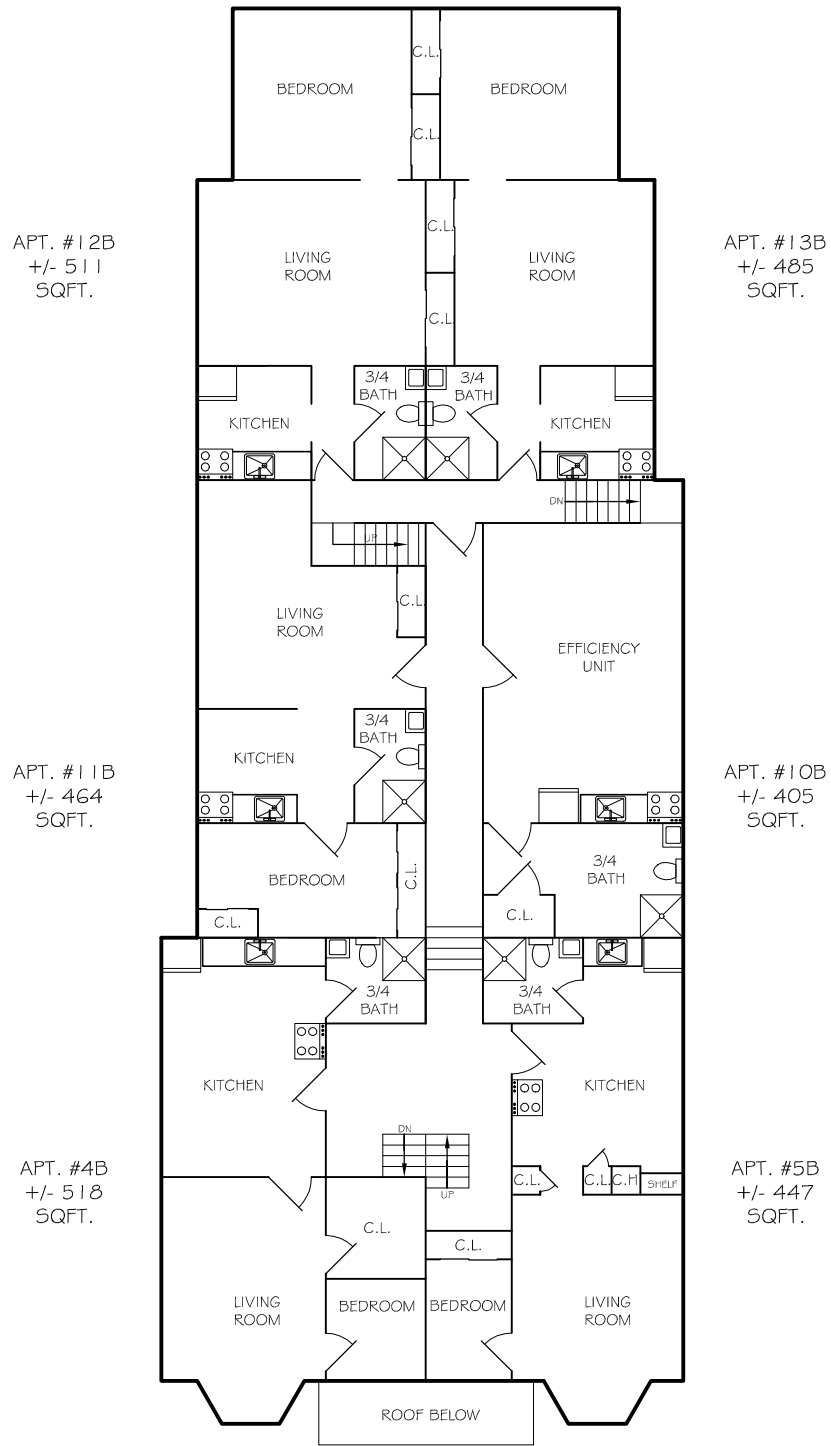 C.L.
BEDROOM
BEDROOM
C.L.
APT. #12B
+/- 511
SQFT.
C.L.
APT. #13B
+/- 485
SQFT.
LIVING
ROOM
LIVING
ROOM
C.L.
3/4
BATH
3/4
BATH
KITCHEN
KITCHEN
DN
UP
C.L.
LIVING
ROOM
EFFICIENCY
UNIT
3/4
BATH
KITCHEN
APT. #11B
+/- 464
SQFT.
APT. #10B
+/- 405
SQFT.
3/4
BATH
BEDROOM
C.L.
C.L.
C.L.
3/4
BATH
3/4
BATH
KITCHEN
KITCHEN
DN
UP
APT. #4B
+/- 518
SQFT.
APT. #5B
+/- 447
SQFT.
C.L.
C.L.
C.H
SHELF
C.L.
C.L.
LIVING
ROOM
BEDROOM
BEDROOM
LIVING
ROOM
ROOF BELOW